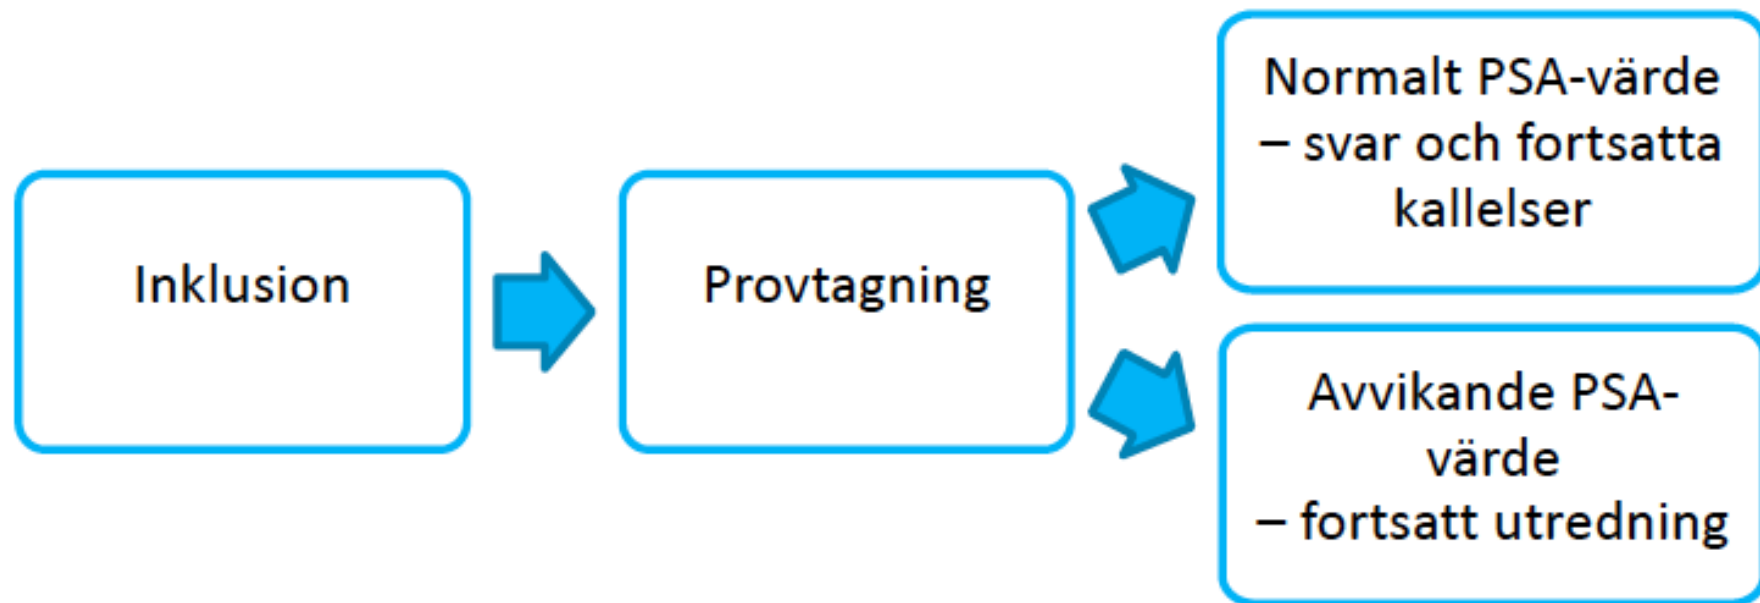 Inklusion
Provtagning
Normalt PSA-värde
– svar och fortsatta
kallelser
Avvikande PSA-
värde
– fortsatt utredning